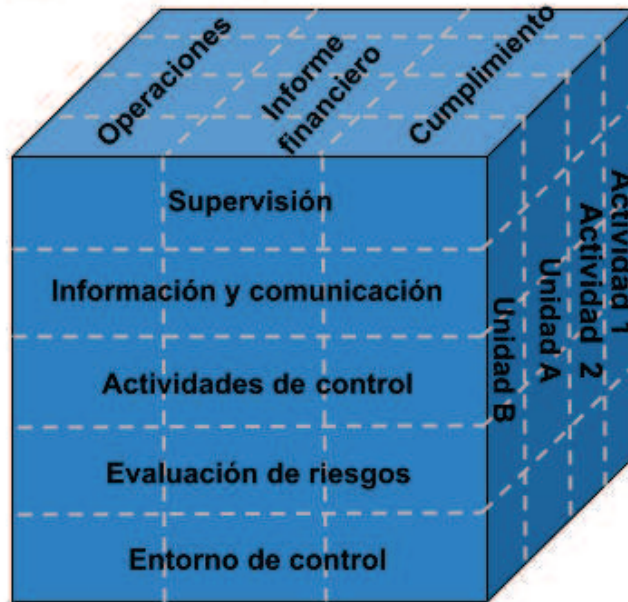 Operaciones
Informe
financiero
Cumplimiento
Supervisión
Información y comunicación
Actividades de control
Evaluación de riesgos
Entorno de control
Unidad B
Unidad A
Actividad 2
Actividad 1